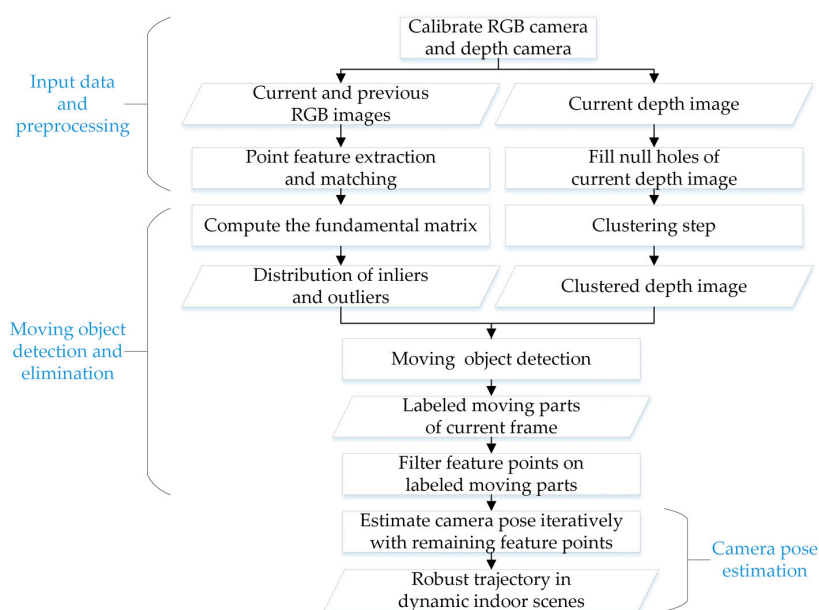 Calibrate RGB camera
and depth camera
Input data
and
preprocessing
Current and previous
RGB images
Current depth image
Point feature extraction
and matching
Fill null holes of
current depth image
Compute the fundamental matrix
Clustering step
Distribution of inliers
and outliers
Clustered depth image
Moving object
detection and
elimination
Moving object detection
Labeled moving parts
of current frame
Filter feature points on
labeled moving parts
Estimate camera pose iteratively
with remaining feature points
Camera pose
estimation
Robust trajectory in
dynamic indoor scenes